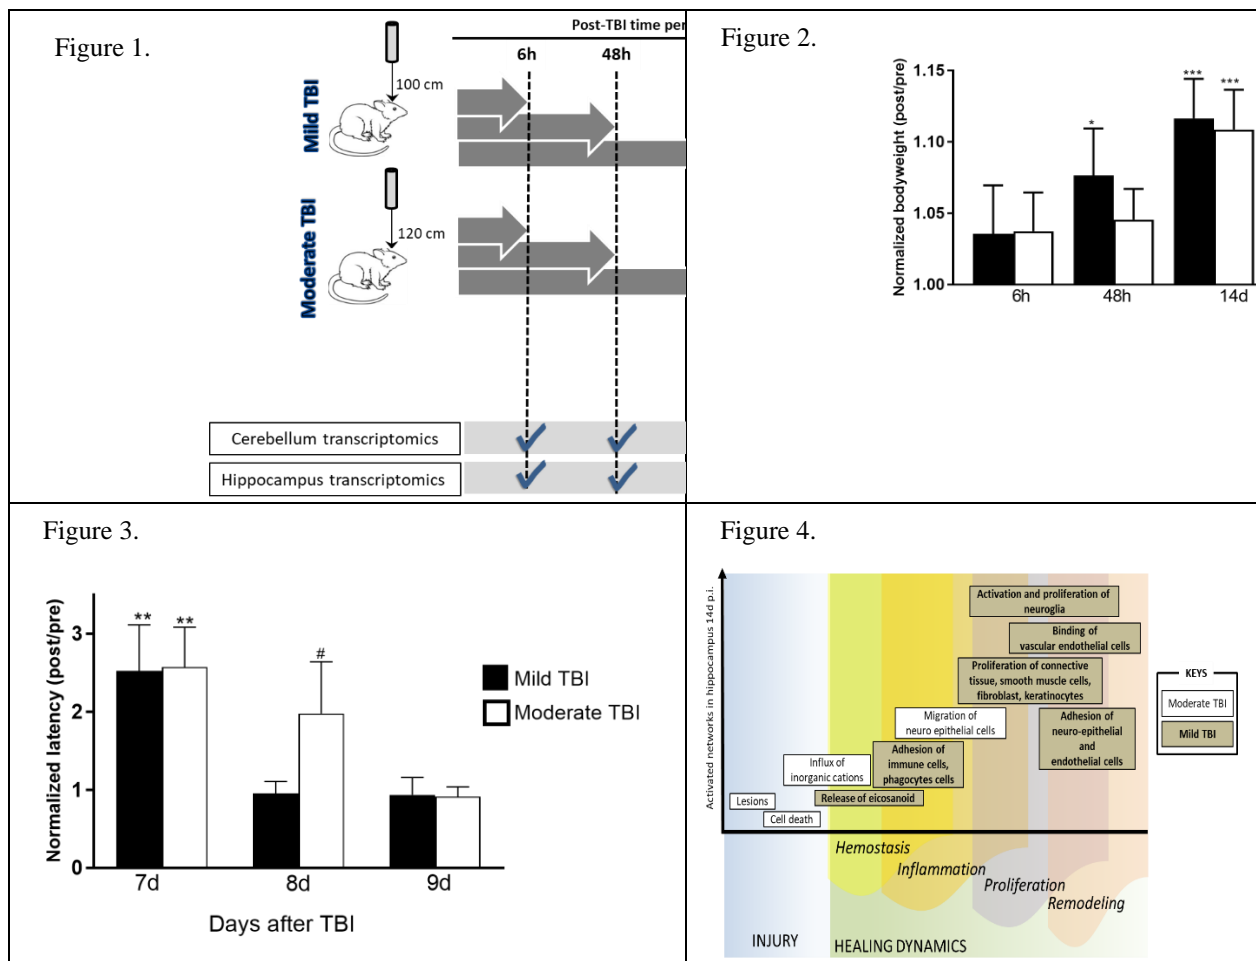 Figure 1.
Post-TBI time per
6h
48h
Mild TBI
100 cm
Moderate TBI
120 cm
Cerebellum transcriptomics
Hippocampus transcriptomics
Figure 2.
Normalized bodyweight (post/pre)
1.15
1.10
1.05
1.00
*
***
***
6h
48h
14d
Figure 3.
Normalized latency (post/pre)
3
2
1
0
**
**
#
7d
8d
9d
Days after TBI
Mild TBI
Moderate TBI
Figure 4.
Activated networks in hippocampus 14d p.i.
Activation and proliferation of
neuroglia
Binding of
vascular endothelial cells
Proliferation of connective
tissue, smooth muscle cells,
fibroblast, keratinocytes
Migration of
neuro epithelial cells
Adhesion of
neuro-epithelial
and
endothelial cells
Influx of
inorganic cations
Adhesion of
immune cells,
phagocytes cells
Lesions
Release of eicosanoid
Cell death
KEYS
Moderate TBI
Mild TBI
Hemostasis
Inflammation
Proliferation
Remodeling
INJURY
HEALING DYNAMICS